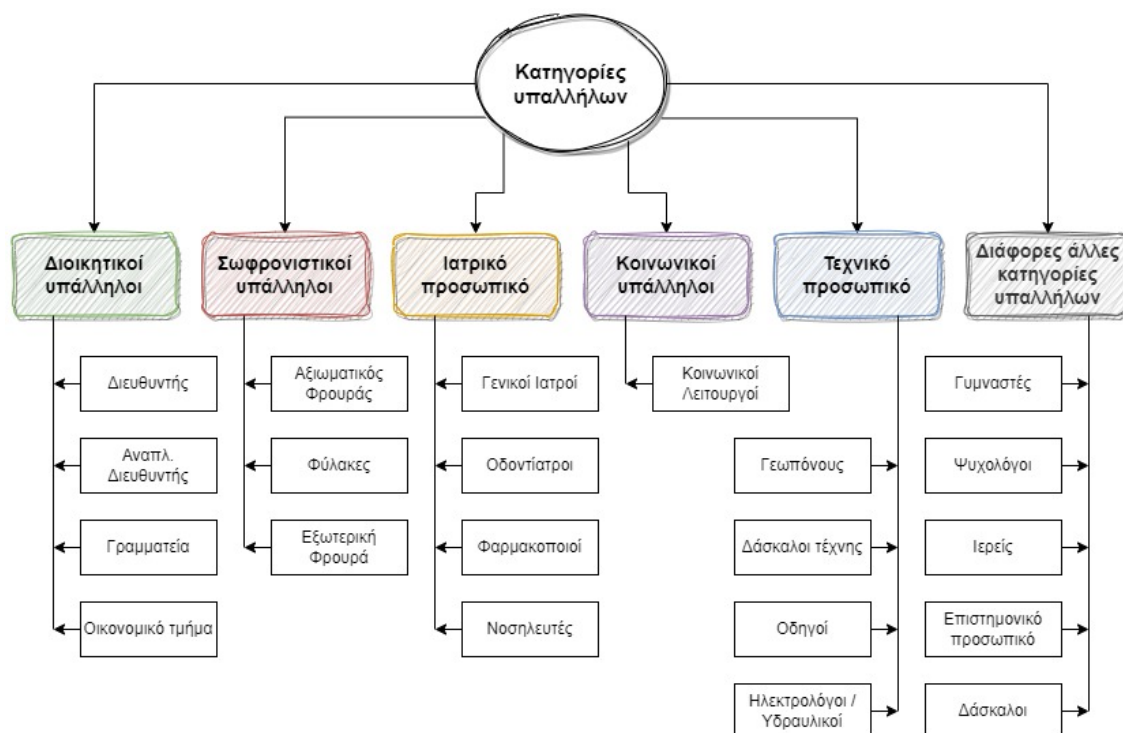 Κατηγορίες
υπαλλήλων
Διοικητικοί
υπάλληλοι
Σωφρονιστικοί
υπάλληλοι
Ιατρικό
προσωπικό
Κοινωνικοί
υπάλληλοι
Τεχνικό
προσωπικό
Διάφορες άλλες
κατηγορίες
υπαλλήλων
Διευθυντής
Αναπλ.
Διευθυντής
Γραμματεία
Οικονομικό τμήμα
Αξιωματικός
Φρουράς
Φύλακες
Εξωτερική
Φρουρά
Γενικοί Ιατροί
Οδοντίατροι
Φαρμακοποιοί
Νοσηλευτές
Κοινωνικοί
Λειτουργοί
Γεωπόνους
Δάσκαλοι τέχνης
Οδηγοί
Ηλεκτρολόγοι /
Υδραυλικοί
Γυμναστές
Ψυχολόγοι
Ιερείς
Επιστημονικό
προσωπικό
Δάσκαλοι